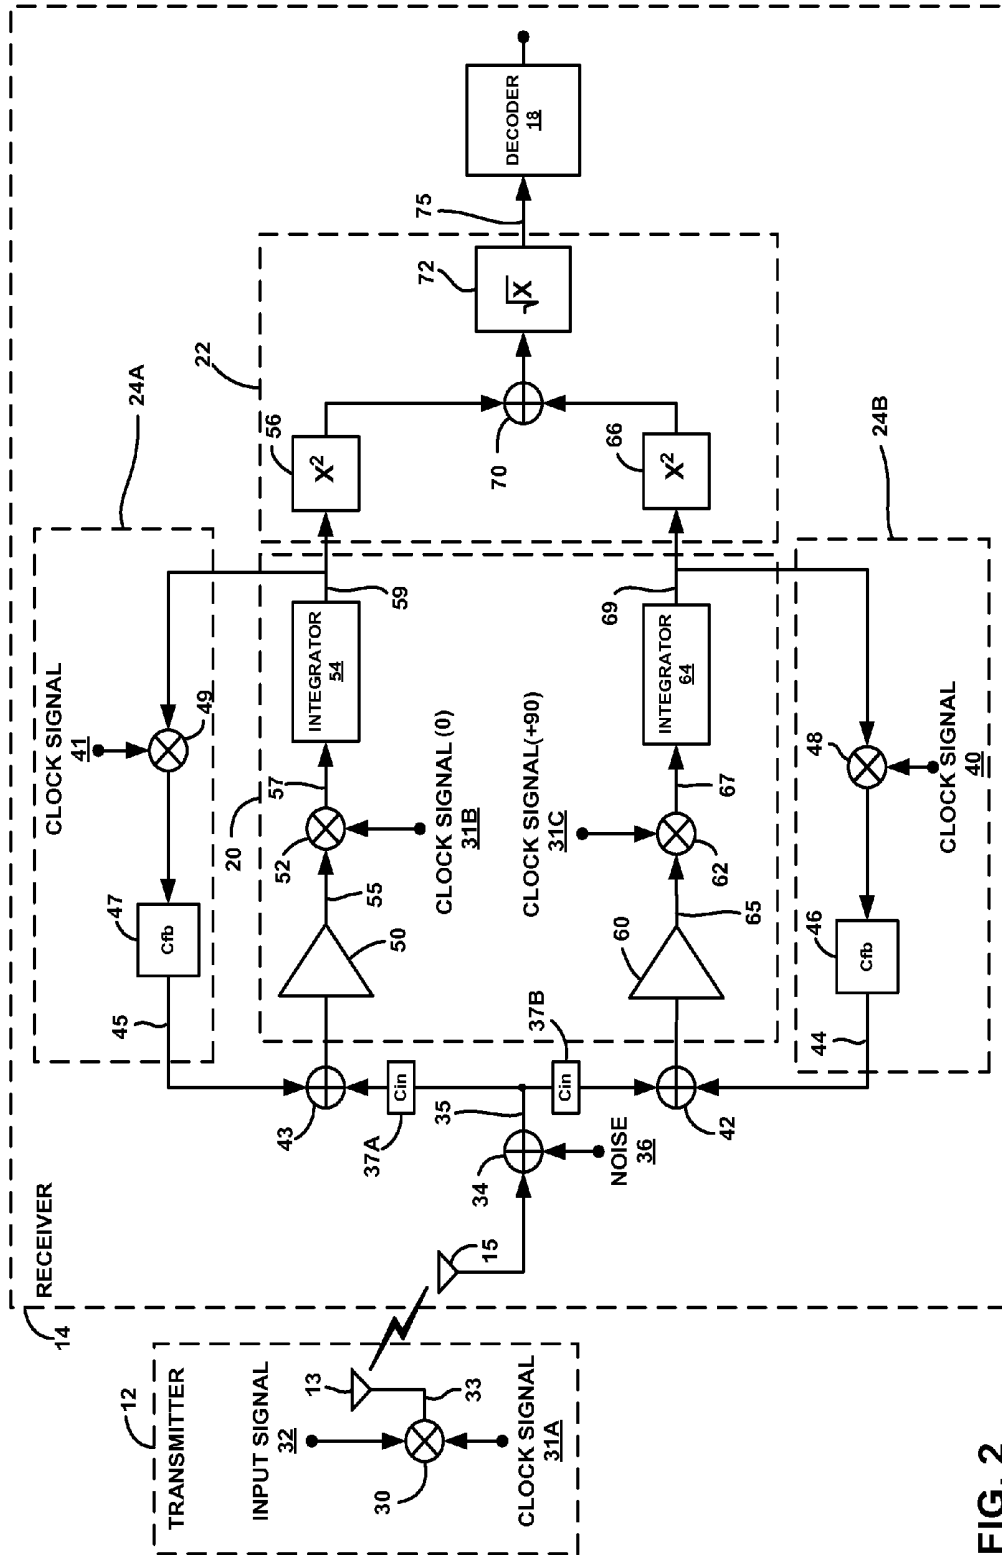 14
RECEIVER
12
TRANSMITTER
INPUT SIGNAL
32
13
33
30
CLOCK SIGNAL
31A
15
34
35
NOISE
36
37A
Cin
37B
Cin
43
42
24A
CLOCK SIGNAL
41
49
47
Cfb
45
20
50
55
52
57
CLOCK SIGNAL (0)
31B
INTEGRATOR
54
59
60
65
62
67
CLOCK SIGNAL(+90)
31C
INTEGRATOR
64
69
24B
CLOCK SIGNAL
40
48
46
Cfb
44
22
56
X2
66
X2
70
72
√X
75
DECODER
18
FIG. 2